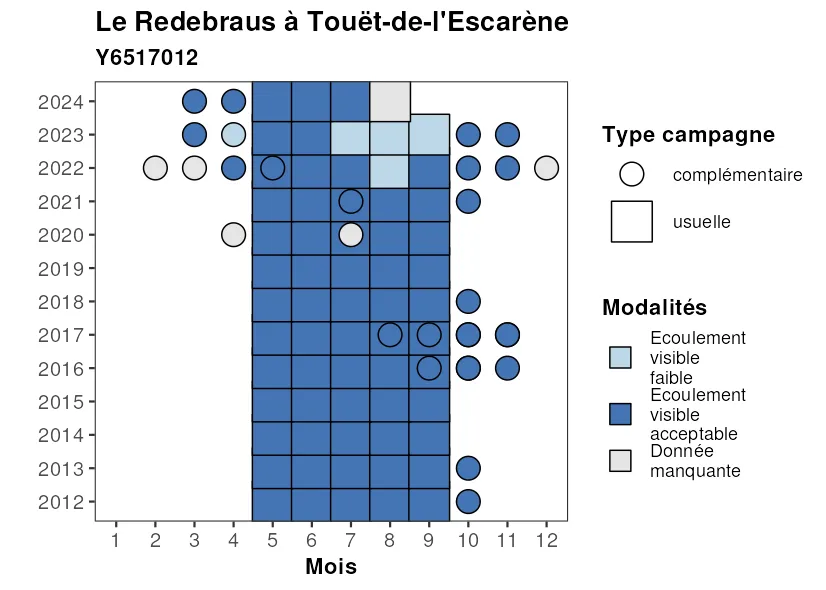 Le Redebraus à Touët-de-l'Escarène
Y6517012
2024
2023
2022
2021
2020
2019
2018
2017
2016
2015
2014
2013
2012
1 2 3 4 5 6 7 8 9 10 11 12
Mois
Type campagne
complémentaire
usuelle
Modalités
Ecoulement
visible
faible
Ecoulement
visible
acceptable
Donnée
manquante